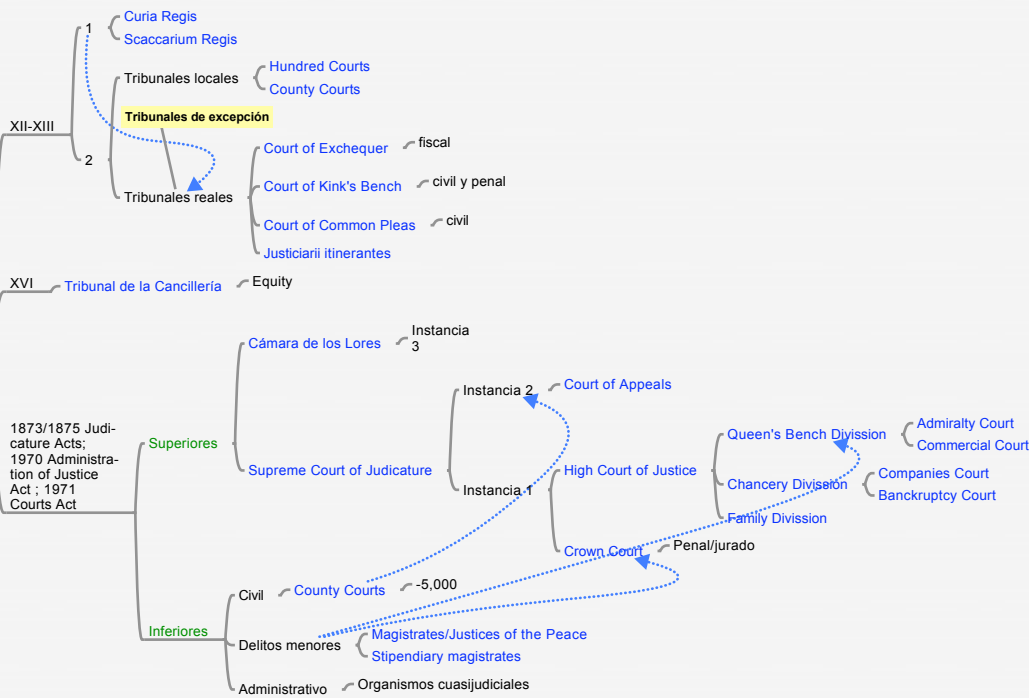 XII-XIII
1
Curia Regis
Scaccarium Regis
2
Tribunales locales
Hundred Courts
County Courts
Tribunales de excepción
Tribunales reales
Court of Exchequer
fiscal
Court of Kink's Bench
civil y penal
Court of Common Pleas
civil
Justiciarii itinerantes
XVI
Tribunal de la Cancillería
Equity
1873/1875 Judi-
cature Acts;
1970 Administra-
tion of Justice
Act ; 1971
Courts Act
Superiores
Cámara de los Lores
Instancia
3
Supreme Court of Judicature
Instancia 2
Court of Appeals
Instancia 1
High Court of Justice
Queen's Bench Division
Admiralty Court
Commercial Court
Chancery Division
Companies Court
Banckruptcy Court
Family Divission
Crown Court
Penal/jurado
Inferiores
Civil
County Courts
-5,000
Delitos menores
Magistrates/Justices of the Peace
Stipendiary magistrates
Administrativo
Organismos cuasijudiciales